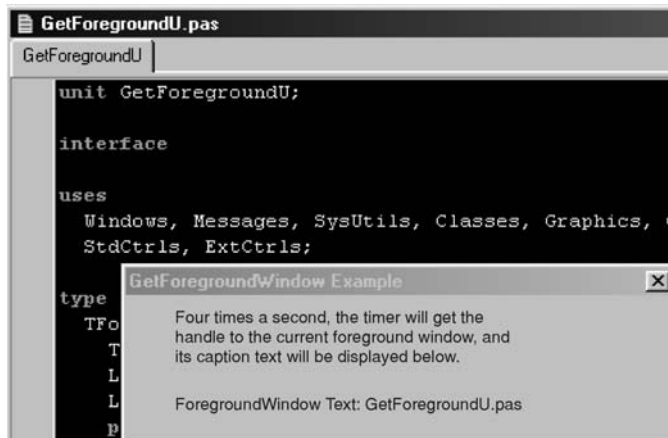 GetForegroundU.pas
GetForegroundU
unit GetForegroundU;
interface
uses
Windows, Messages, SysUtils, Classes, Graphics,
StdCtrls, ExtCtrls;
GetForegroundWindow Example
type
TFo
Four times a second, the timer will get the
handle to the current foreground window, and
its caption text will be displayed below.
T
L
L
ForegroundWindow Text: GetForegroundU.pas
p